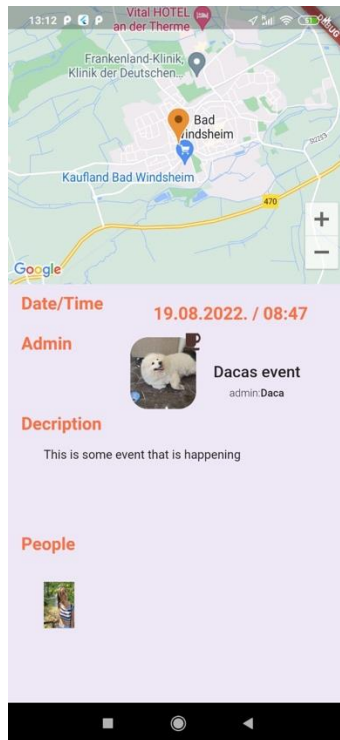 13:12
Vital HOTEL
an der Therme
Frankenland-Klinik,
Klinik der Deutschen...
Bad
Windsheim
Kaufland Bad Windsheim
470
+
−
Google
Date/Time
19.08.2022. / 08:47
Admin
Dacas event
admin:Daca
Decription
This is some event that is happening
People